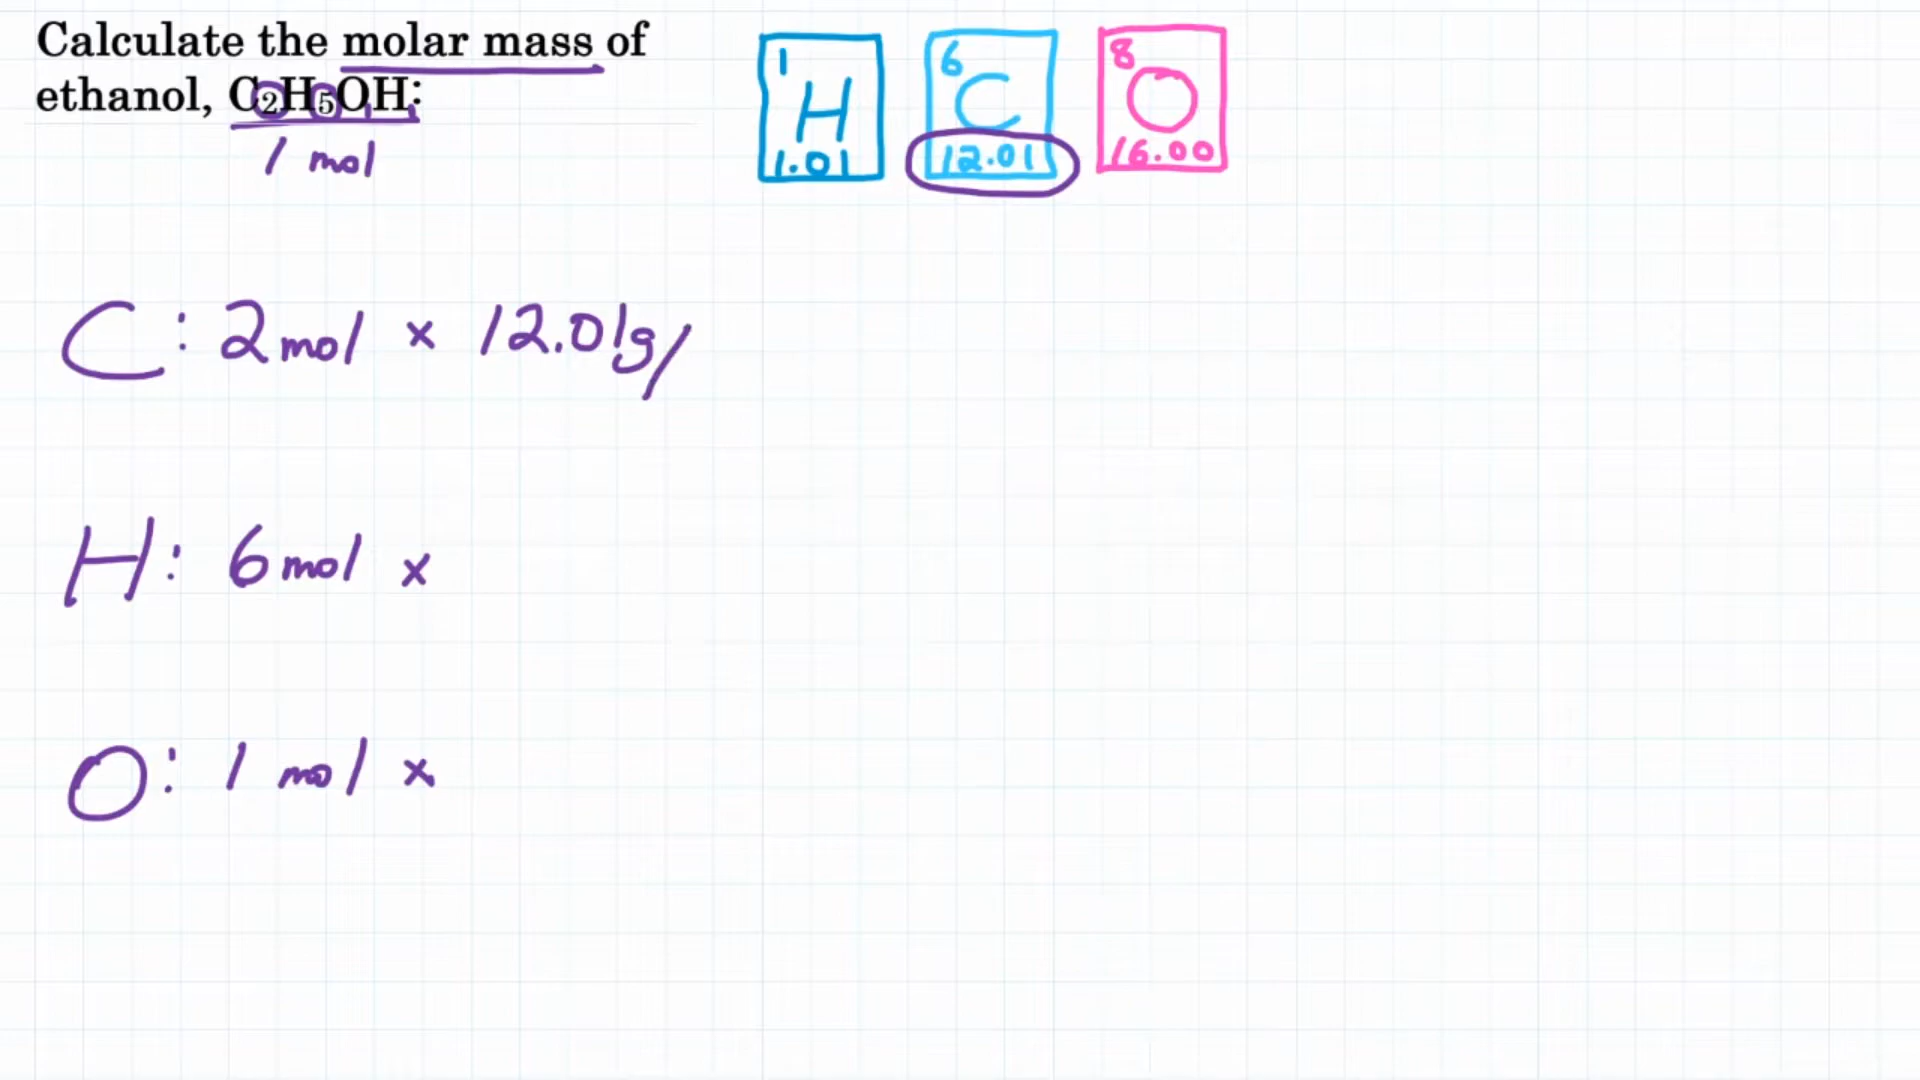 Calculate the molar mass of
ethanol, C₂H₅OH:
1 mol
1
H
1.01
6
C
12.01
8
O
16.00
C: 2 mol × 12.01g/
H: 6 mol ×
O: 1 mol ×